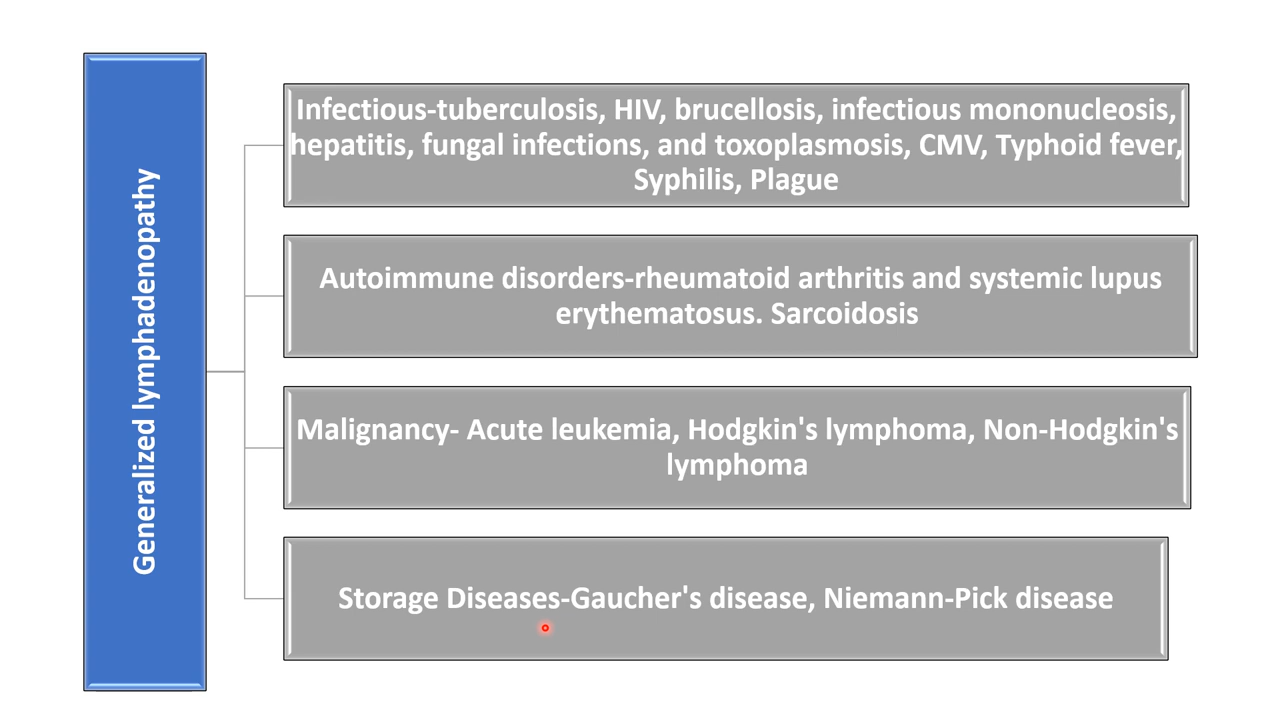 Generalized lymphadenopathy
Infectious-tuberculosis, HIV, brucellosis, infectious mononucleosis,
hepatitis, fungal infections, and toxoplasmosis, CMV, Typhoid fever,
Syphilis, Plague
Autoimmune disorders-rheumatoid arthritis and systemic lupus
erythematosus. Sarcoidosis
Malignancy- Acute leukemia, Hodgkin's lymphoma, Non-Hodgkin's
lymphoma
Storage Diseases-Gaucher's disease, Niemann-Pick disease